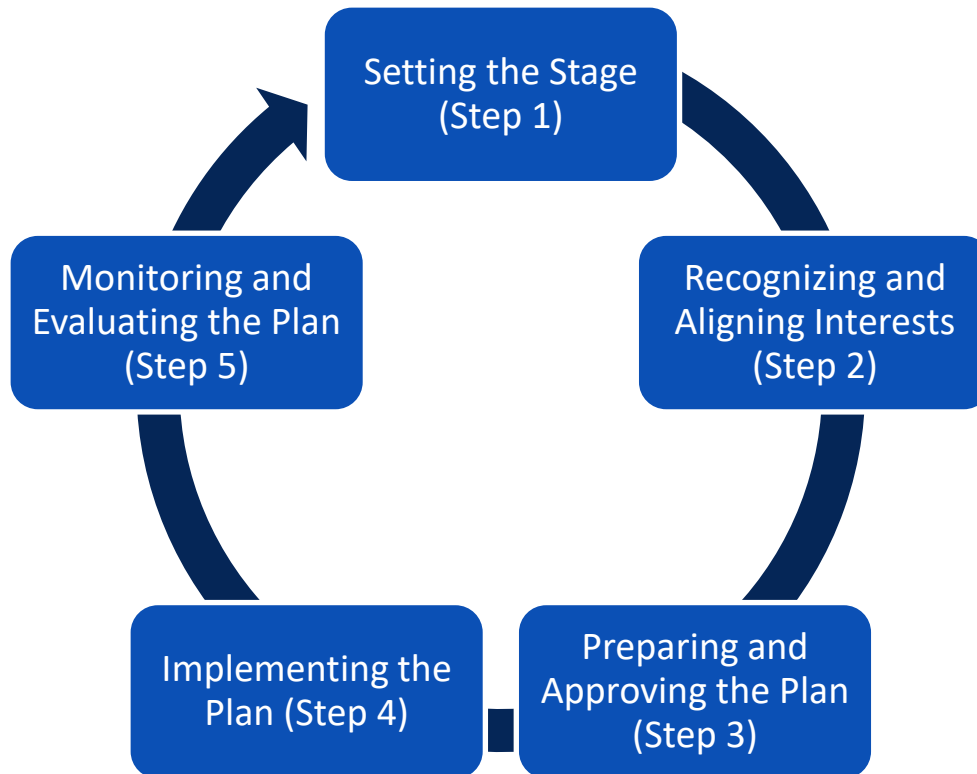 Setting the Stage
(Step 1)
Recognizing and
Aligning Interests
(Step 2)
Preparing and
Approving the Plan
(Step 3)
Implementing the
Plan (Step 4)
Monitoring and
Evaluating the Plan
(Step 5)